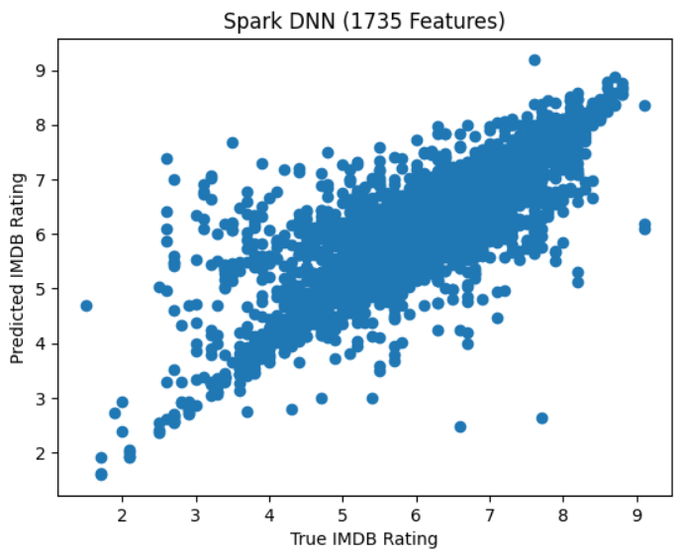 Spark DNN (1735 Features)
9
8
7
6
5
4
3
2
Predicted IMDB Rating
2 3 4 5 6 7 8 9
True IMDB Rating